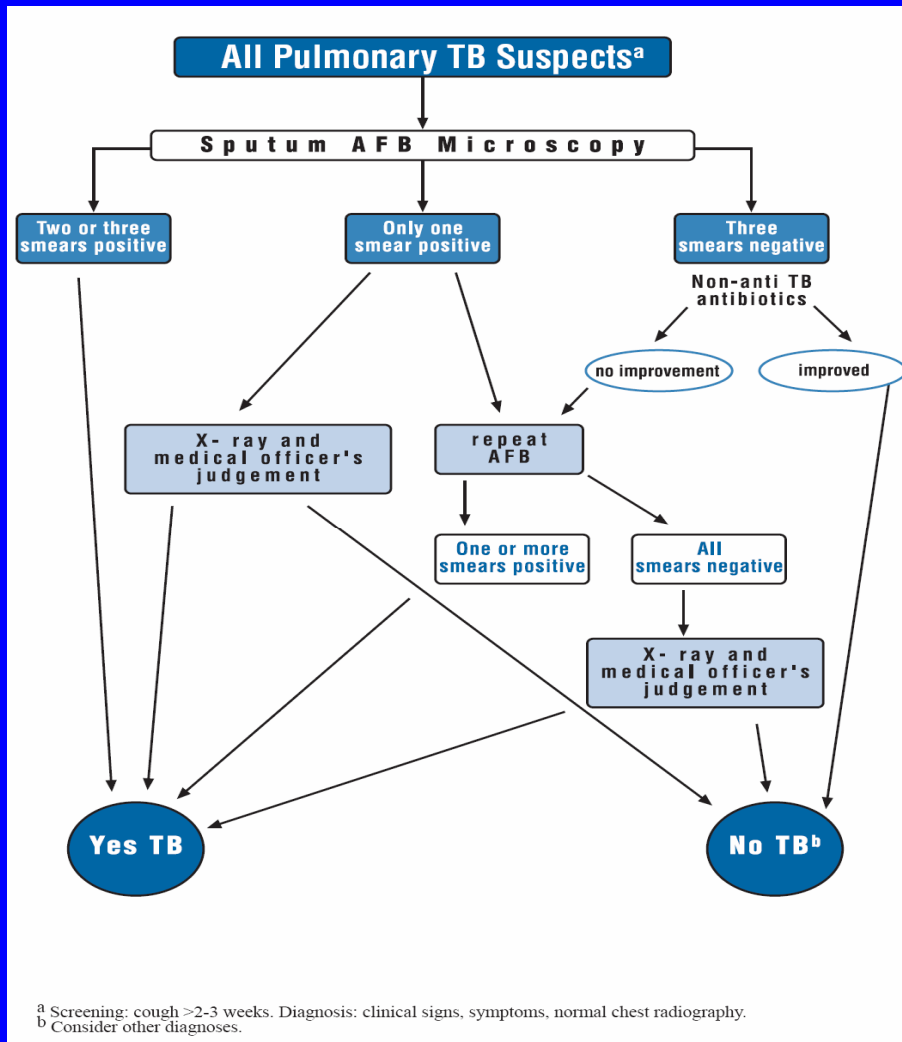 All Pulmonary TB Suspectsa
Sputum AFB Microscopy
Two or three
smears positive
Only one
smear positive
Three
smears negative
Non-anti TB
antibiotics
no improvement
improved
X- ray and
medical officer's
judgement
repeat
AFB
One or more
smears positive
All
smears negative
X- ray and
medical officer's
judgement
Yes TB
No TBb
a Screening: cough >2-3 weeks. Diagnosis: clinical signs, symptoms, normal chest radiography.
b Consider other diagnoses.